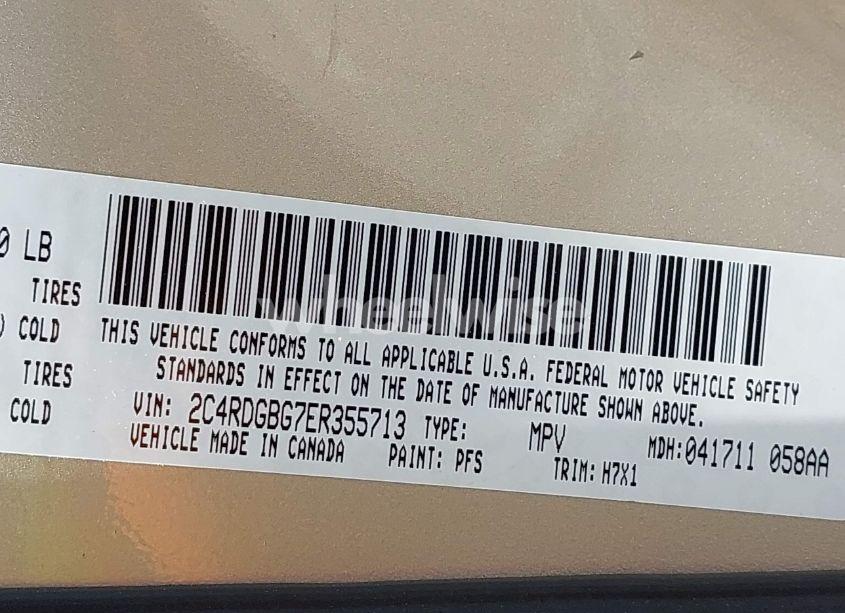 0 LB
TIRES
) COLD
TIRES
COLD
wheelwise
THIS VEHICLE CONFORMS TO ALL APPLICABLE U.S.A. FEDERAL MOTOR VEHICLE SAFETY
STANDARDS IN EFFECT ON THE DATE OF MANUFACTURE SHOWN ABOVE.
VIN: 2C4RDGBG7ER355713 TYPE: MPV MDH:041711 058AA
VEHICLE MADE IN CANADA PAINT: PFS TRIM: H7X1